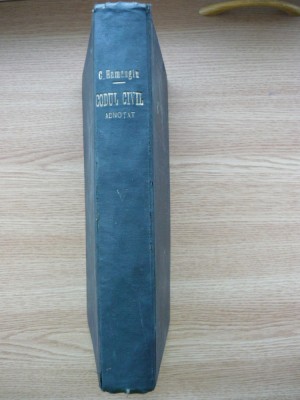 C. Hamangiu
CODUL CIVIL
ADNOTAT